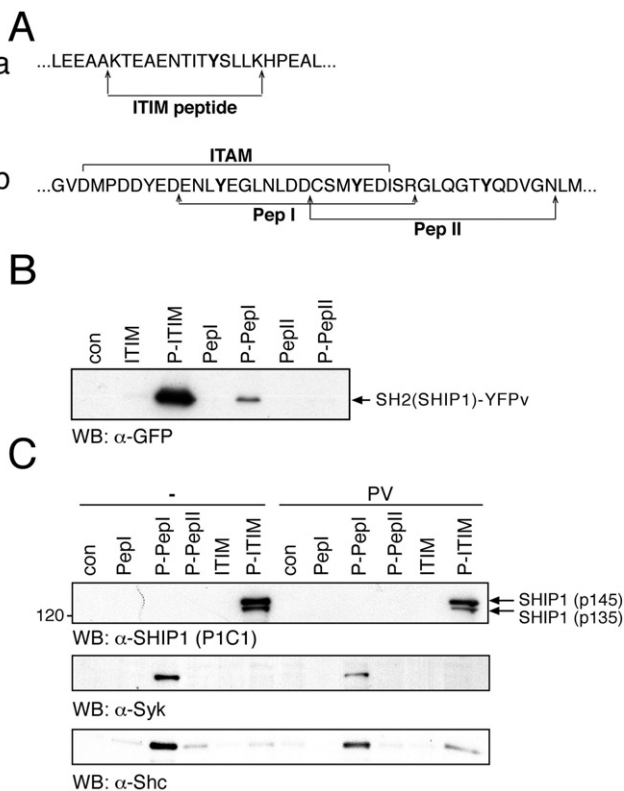 A
a ...LEEAAKTEAENTITYSLLKHPEAL...
ITIM peptide
ITAM
b ...GVDMPDDYEDENLYEGLNLDDCSMYEDISRGLQGTYQDVGNLM...
Pep I
Pep II
B
con ITIM P-ITIM PepI P-PepI PepII P-PepII
SH2(SHIP1)-YFPv
WB: α-GFP
C
- PV
con PepI P-PepI P-PepII ITIM P-ITIM con PepI P-PepI P-PepII ITIM P-ITIM
SHIP1 (p145)
120 SHIP1 (p135)
WB: α-SHIP1 (P1C1)
WB: α-Syk
WB: α-Shc